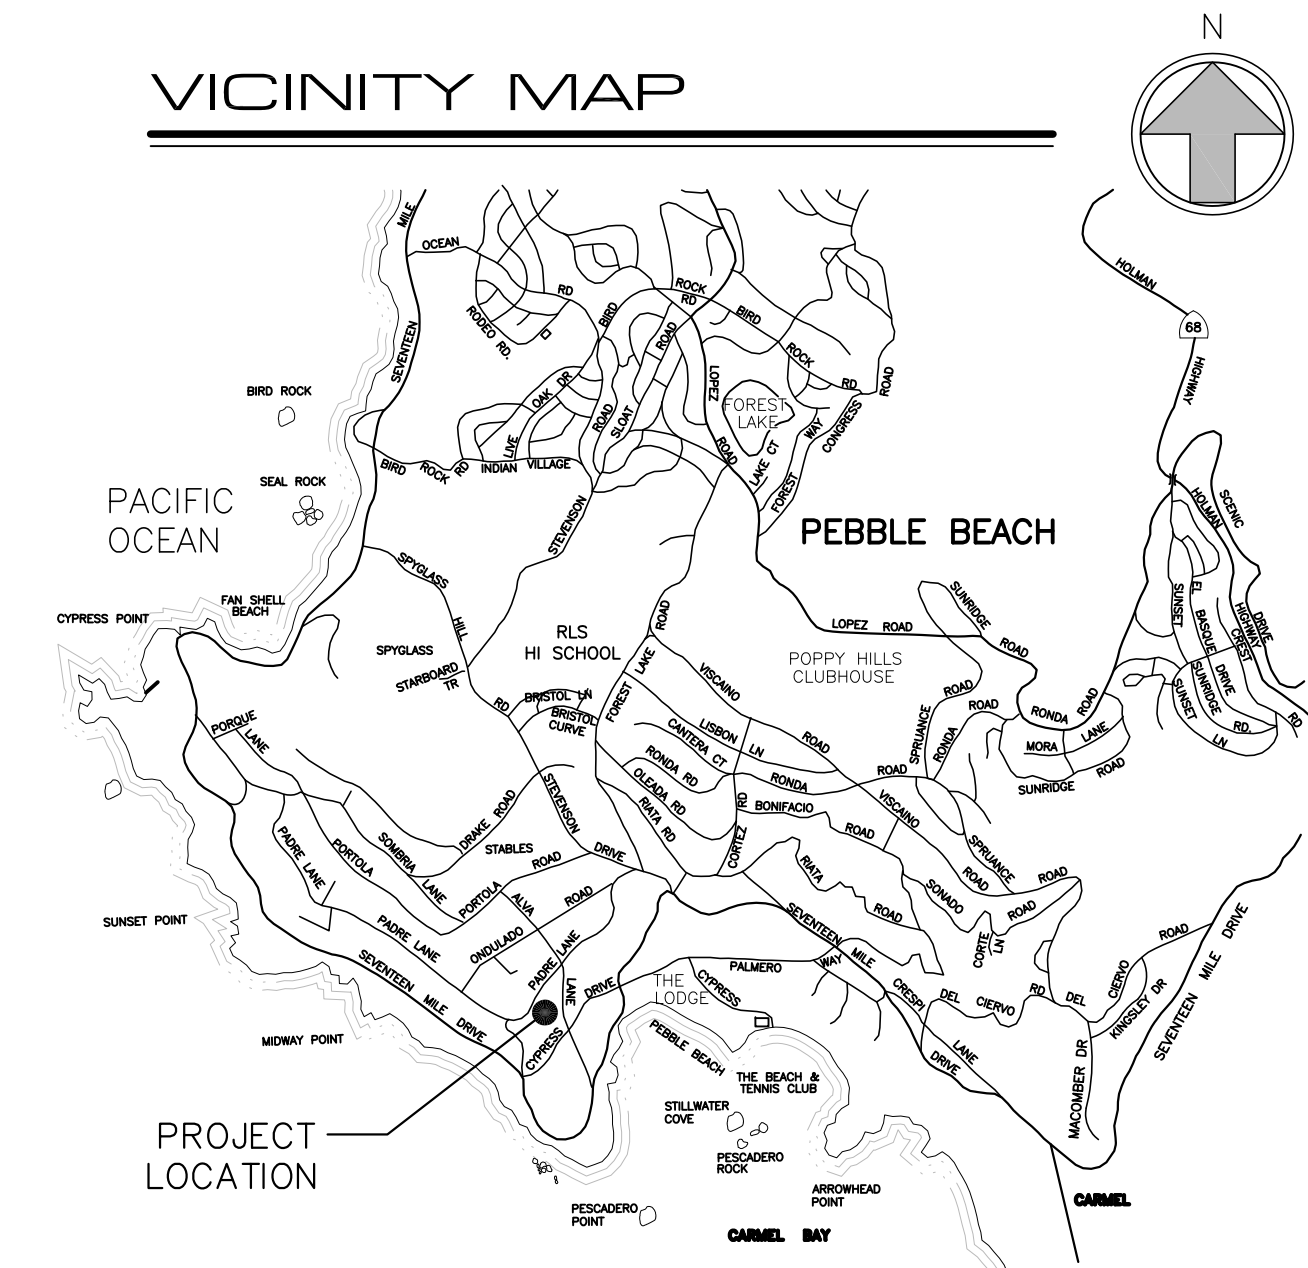 N
VICINITY MAP
MILE
OCEAN
HOLMAN
RD
ROCK
RD
BIRD
RODEO RD.
BIRD
68
ROAD
SEVENTEEN
ROCK
HIGHWAY
LOPEZ
RD
ROAD
OAK DR
BIRD ROCK
FOREST
LAKE
ROAD
SLOAT
WAY
CONGRESS
LIVE
ROAD
LAKE CT
BIRD ROCK RD
INDIAN VILLAGE
SEAL ROCK
FOREST
HOLMAN
SCENIC
PACIFIC
OCEAN
STEVENSON
PEBBLE BEACH
SPYGLASS
FAN SHELL
BEACH
CYPRESS POINT
SUNRIDGE
SUNSET
EL
BASQUE
DRIVE
HIGHWAY
CREST
DRIVE
HILL
ROAD
LOPEZ ROAD
RLS
HI SCHOOL
SPYGLASS
ROAD
POPPY HILLS
CLUBHOUSE
STARBOARD
TR
LAKE
VISCAINO
ROAD
SUNSET
SUNRIDGE
RD.
LN
RD
RD
BRISTOL LN
BRISTOL
CURVE
FOREST
PORQUE
LANE
LISBON
LN
CANTERA CT
ROAD
SPRUANCE
RONDA
ROAD
RONDA
ROAD
MORA LANE
SUNRIDGE
ROAD
RONDA RD
OLEADA RD
RIATA RD
RONDA
ROAD
STEVENSON
DRAKE ROAD
RD
BONIFACIO
ROAD
VISCAINO
CORTEZ
PADRE LANE
PORTOLA
SOMBRIA
LANE
STABLES
ROAD
DRIVE
RIATA
SPRUANCE
ROAD
ROAD
PORTOLA
ALVA
ROAD
SONADO
ROAD
SUNSET POINT
PADRE LANE
ONDULADO
SEVENTEEN
MILE
ROAD
CORTE
LN
ROAD
SEVENTEEN MILE DRIVE
PADRE LANE
PALMERO
WAY
SEVENTEEN MILE DRIVE
LANE
DRIVE
THE
LODGE
CYPRESS
CRESPI
DEL CIERVO
RD
DEL
CIERVO
KINGSLEY DR
MIDWAY POINT
CYPRESS
PEBBLE BEACH
LANE
DRIVE
MACOMBER DR
THE BEACH &
TENNIS CLUB
STILLWATER
COVE
PROJECT
LOCATION
PESCADERO
ROCK
ARROWHEAD
POINT
CARMEL
PESCADERO
POINT
CARMEL BAY